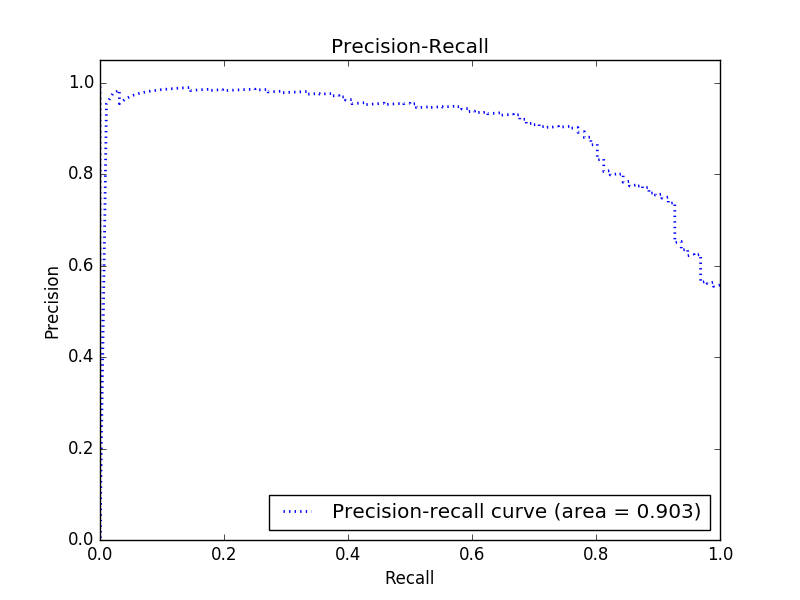 Precision-Recall
1.0
0.8
0.6
0.4
0.2
0.0
Precision
0.0 0.2 0.4 0.6 0.8 1.0
Recall
Precision-recall curve (area = 0.903)